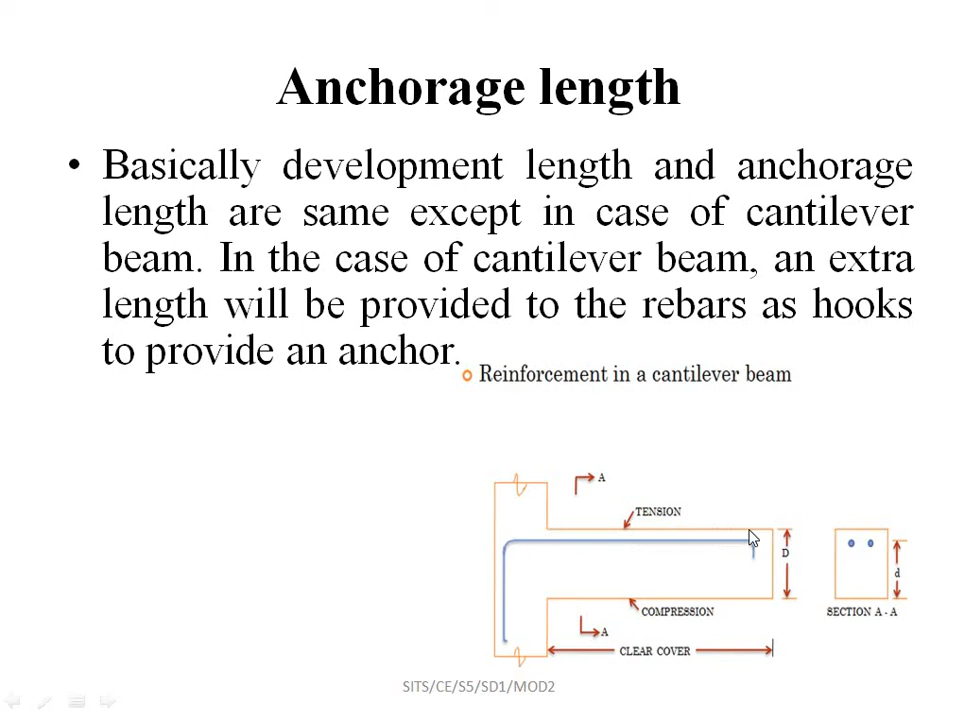 Anchorage length
• Basically development length and anchorage
length are same except in case of cantilever
beam. In the case of cantilever beam, an extra
length will be provided to the rebars as hooks
to provide an anchor.
Reinforcement in a cantilever beam
A
TENSION
D
d
COMPRESSION
SECTION A - A
A
CLEAR COVER
SITS/CE/S5/SD1/MOD2